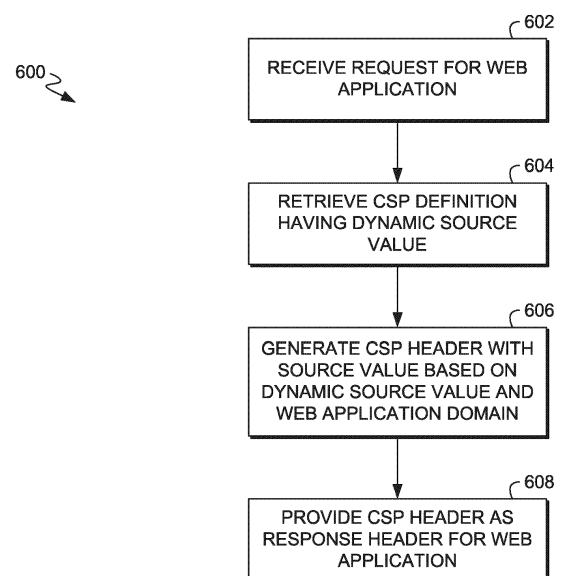 602
600
RECEIVE REQUEST FOR WEB
APPLICATION
604
RETRIEVE CSP DEFINITION
HAVING DYNAMIC SOURCE
VALUE
606
GENERATE CSP HEADER WITH
SOURCE VALUE BASED ON
DYNAMIC SOURCE VALUE AND
WEB APPLICATION DOMAIN
608
PROVIDE CSP HEADER AS
RESPONSE HEADER FOR WEB
APPLICATION